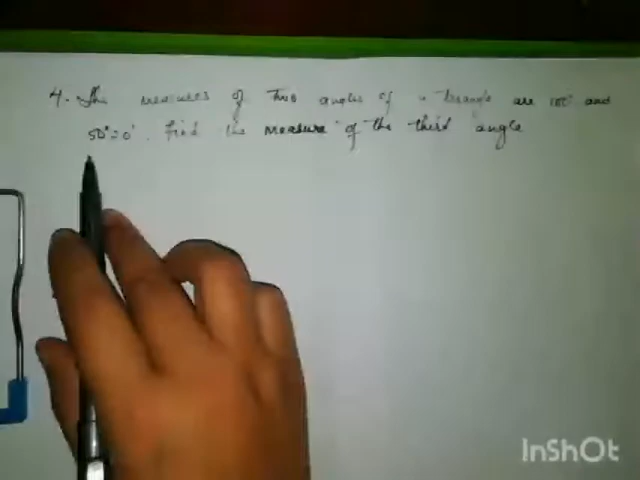 4. The measures of two angles of a triangle are 100° and
50°20'. find the measure of the third angle
InShOt